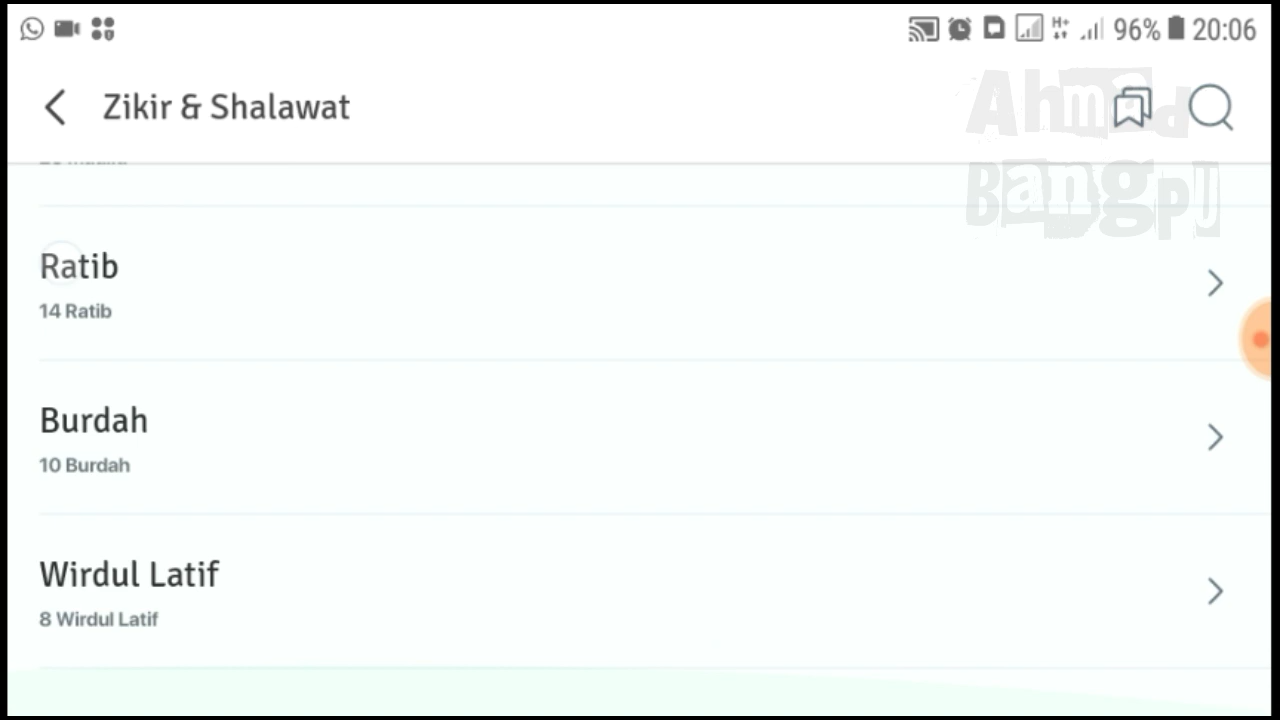 96% 20:06
Zikir & Shalawat
Ahmad
BangpU
Ratib
14 Ratib
Burdah
10 Burdah
Wirdul Latif
8 Wirdul Latif